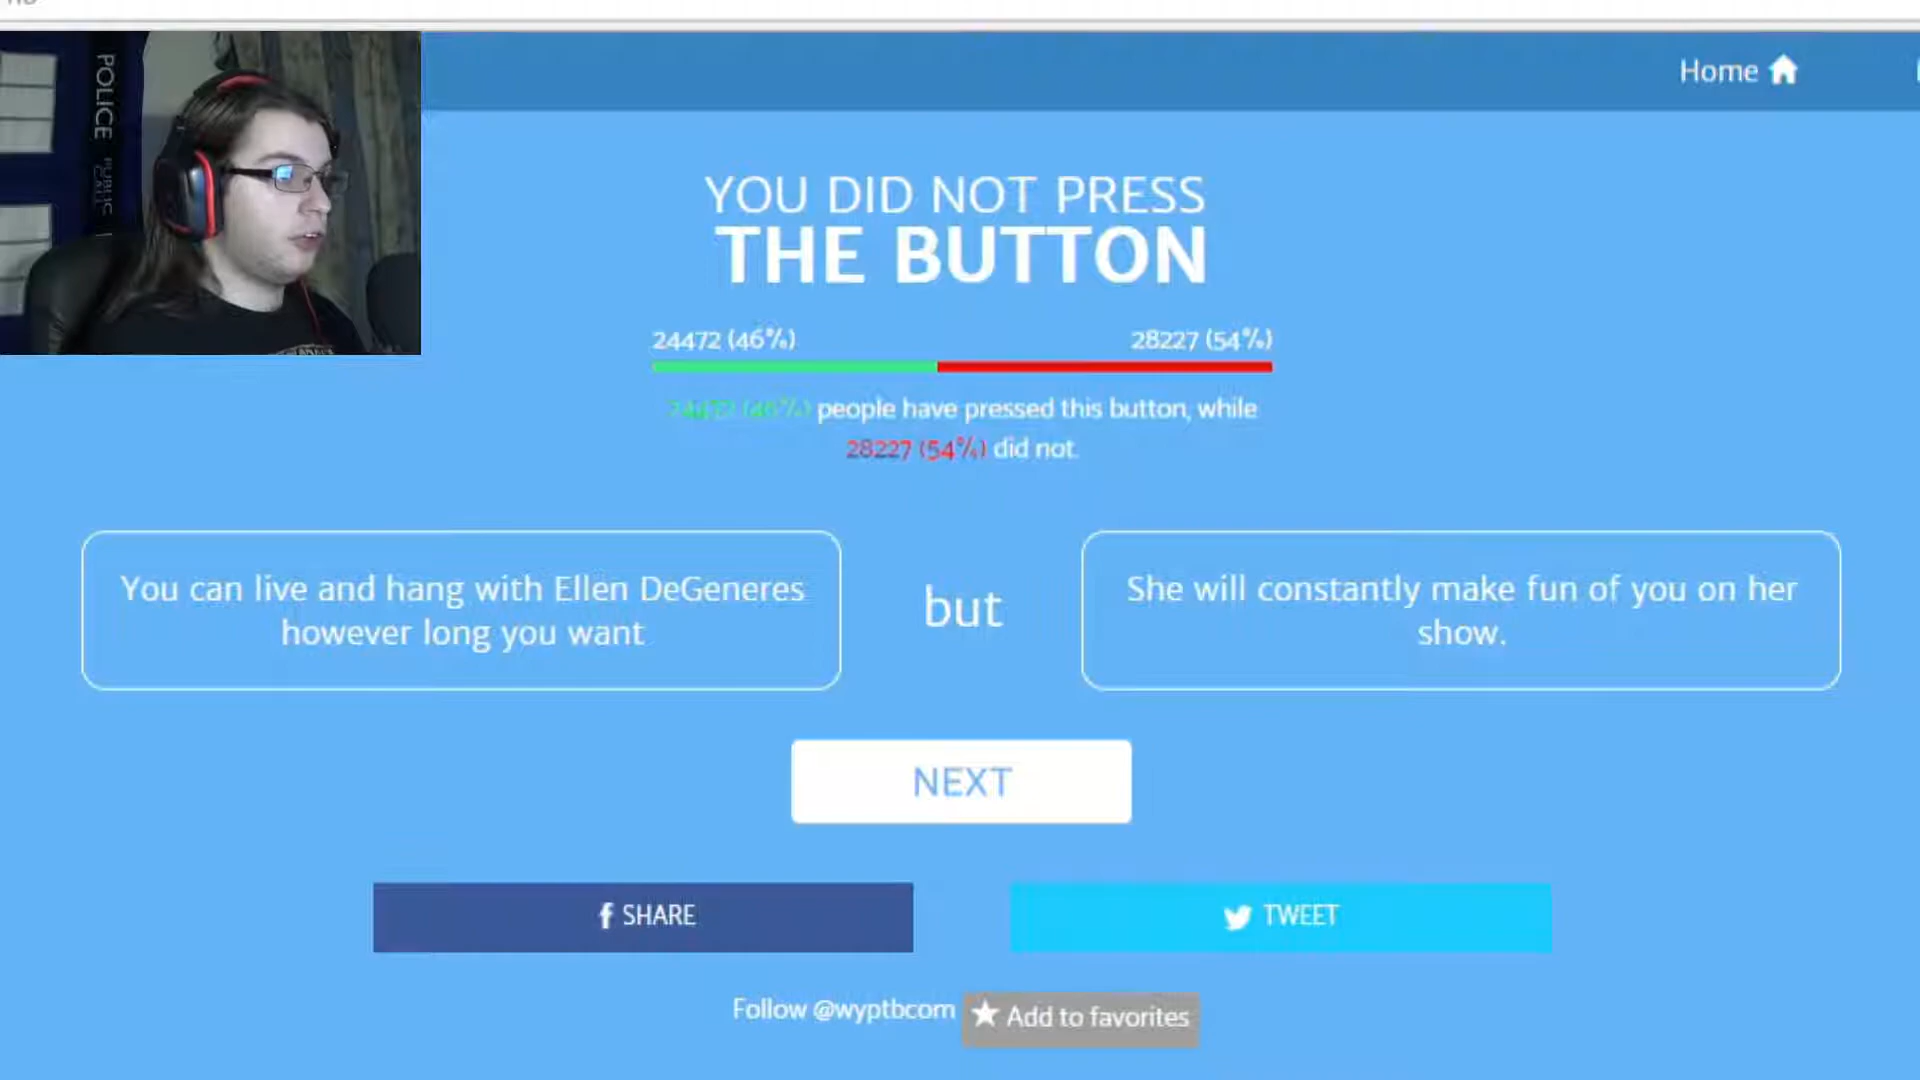 Home
POLICE
YOU DID NOT PRESS
THE BUTTON
24472 (46%)
28227 (54%)
24472 (46%) people have pressed this button, while
28227 (54%) did not.
You can live and hang with Ellen DeGeneres
however long you want
but
She will constantly make fun of you on her
show.
NEXT
SHARE
TWEET
Follow @wyptbcom
Add to favorites